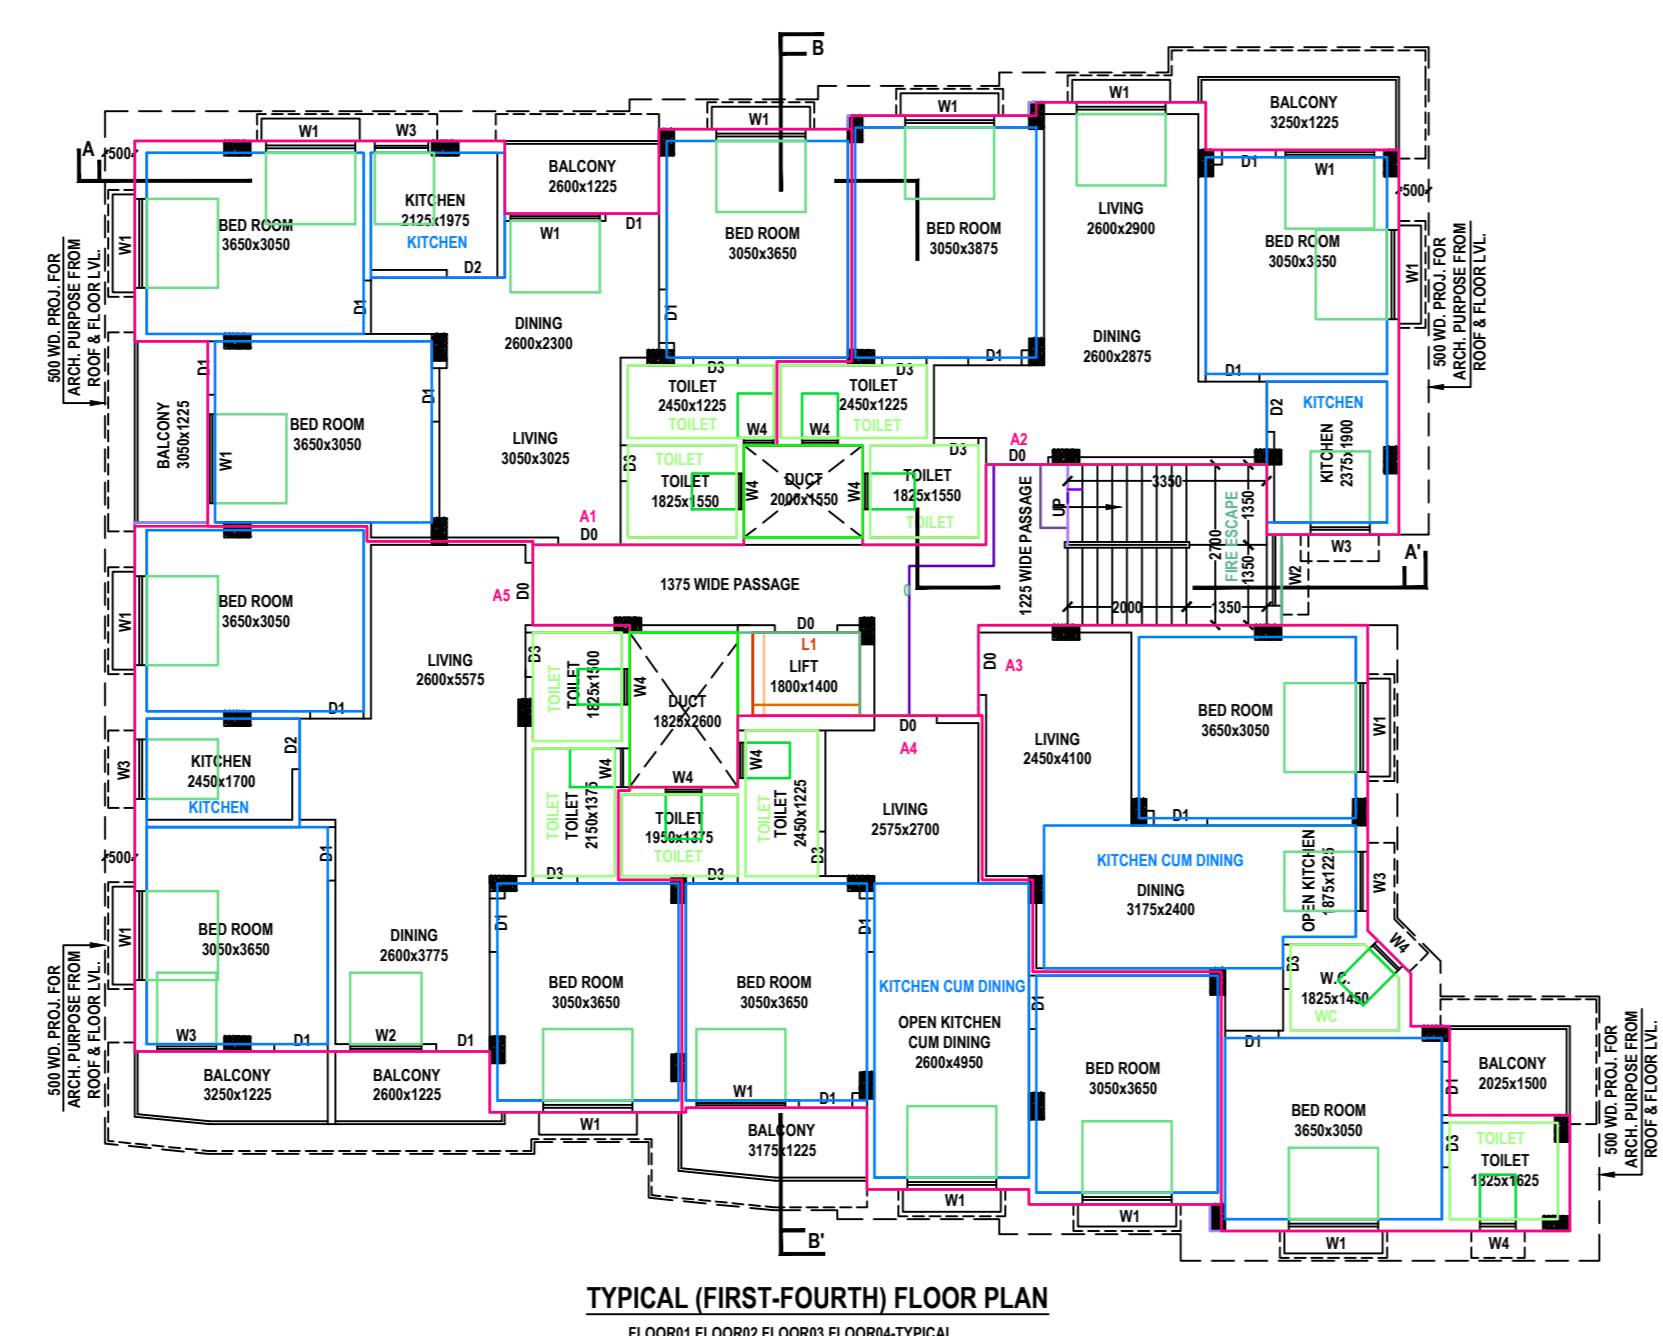 B
W1
W1
W1
BALCONY
3250x1225
A
500
W1
W3
BALCONY
2600x1225
W1
D1
W1
500
KITCHEN
2125x1975
KITCHEN
D2
BED ROOM
3650x3050
W1
D1
W1
D1
BED ROOM
3050x3650
D1
BED ROOM
3050x3875
LIVING
2600x2900
BED ROOM
3050x3650
W1
500 WD. PROJ. FOR
ARCH. PURPOSE FROM
ROOF & FLOOR LVL.
500 WD. PROJ. FOR
ARCH. PURPOSE FROM
ROOF & FLOOR LVL.
DINING
2600x2300
DINING
2600x2875
D1
D1
D3
D3
D1
D1
BALCONY
3050x1225
W1
BED ROOM
3650x3050
LIVING
3050x3025
TOILET
2450x1225
TOILET
TOILET
2450x1225
TOILET
W4
W4
D2
KITCHEN
KITCHEN
2375x1900
D3
TOILET
TOILET
1825x1550
W4
DUCT
2000x1550
W4
D3
TOILET
1825x1550
TOILET
A2
D0
A1
D0
1225 WIDE PASSAGE
UP
3350
1350
2700
1350
FIRE ESCAPE
2000
1350
W2
W3
A'
1375 WIDE PASSAGE
A5
D0
W1
BED ROOM
3650x3050
LIVING
2600x5575
D1
D3
TOILET
TOILET
1825x1500
W4
DUCT
1825x2600
D0
L1
LIFT
1800x1400
D0
A4
D0
A3
LIVING
2450x4100
BED ROOM
3650x3050
W1
W3
KITCHEN
2450x1700
KITCHEN
D2
W4
W4
W4
TOILET
TOILET
2150x1375
TOILET
1950x1375
TOILET
TOILET
TOILET
2450x1225
LIVING
2575x2700
D1
D3
D3
D3
500
D1
W1
BED ROOM
3050x3650
KITCHEN CUM DINING
DINING
3175x2400
OPEN KITCHEN
1875x1225
W3
W4
500 WD. PROJ. FOR
ARCH. PURPOSE FROM
ROOF & FLOOR LVL.
DINING
2600x3775
D1
BED ROOM
3050x3650
BED ROOM
3050x3650
D1
KITCHEN CUM DINING
OPEN KITCHEN
CUM DINING
2600x4950
D1
D3
W.C.
1825x1450
WC
W3
D1
W2
D1
D1
BALCONY
3250x1225
BALCONY
2600x1225
BED ROOM
3050x3650
BALCONY
2025x1500
D1
500 WD. PROJ. FOR
ARCH. PURPOSE FROM
ROOF & FLOOR LVL.
W1
D1
W1
BALCONY
3175x1225
BED ROOM
3650x3050
D3
TOILET
TOILET
1825x1625
W1
W1
W1
W4
B'
TYPICAL (FIRST-FOURTH) FLOOR PLAN
FLOOR01,FLOOR02,FLOOR03,FLOOR04-TYPICAL